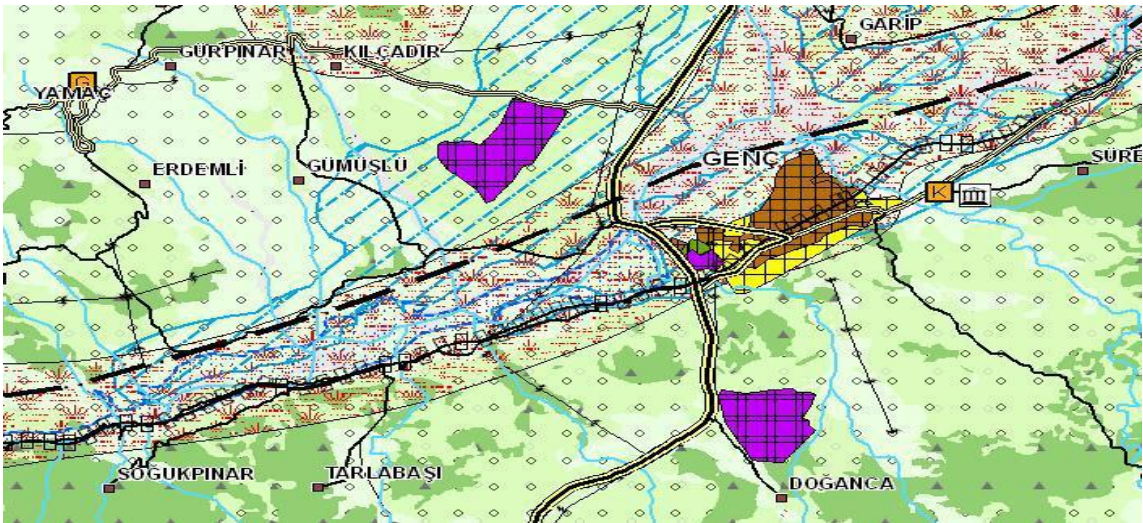 GARİP
GÜRPINAR
KILÇADIR
G
YAMAÇ
GENÇ
ERDEMLİ
GÜMÜŞLÜ
SÜRE
K
SOĞUKPINAR
TARLABAŞI
DOĞANCA